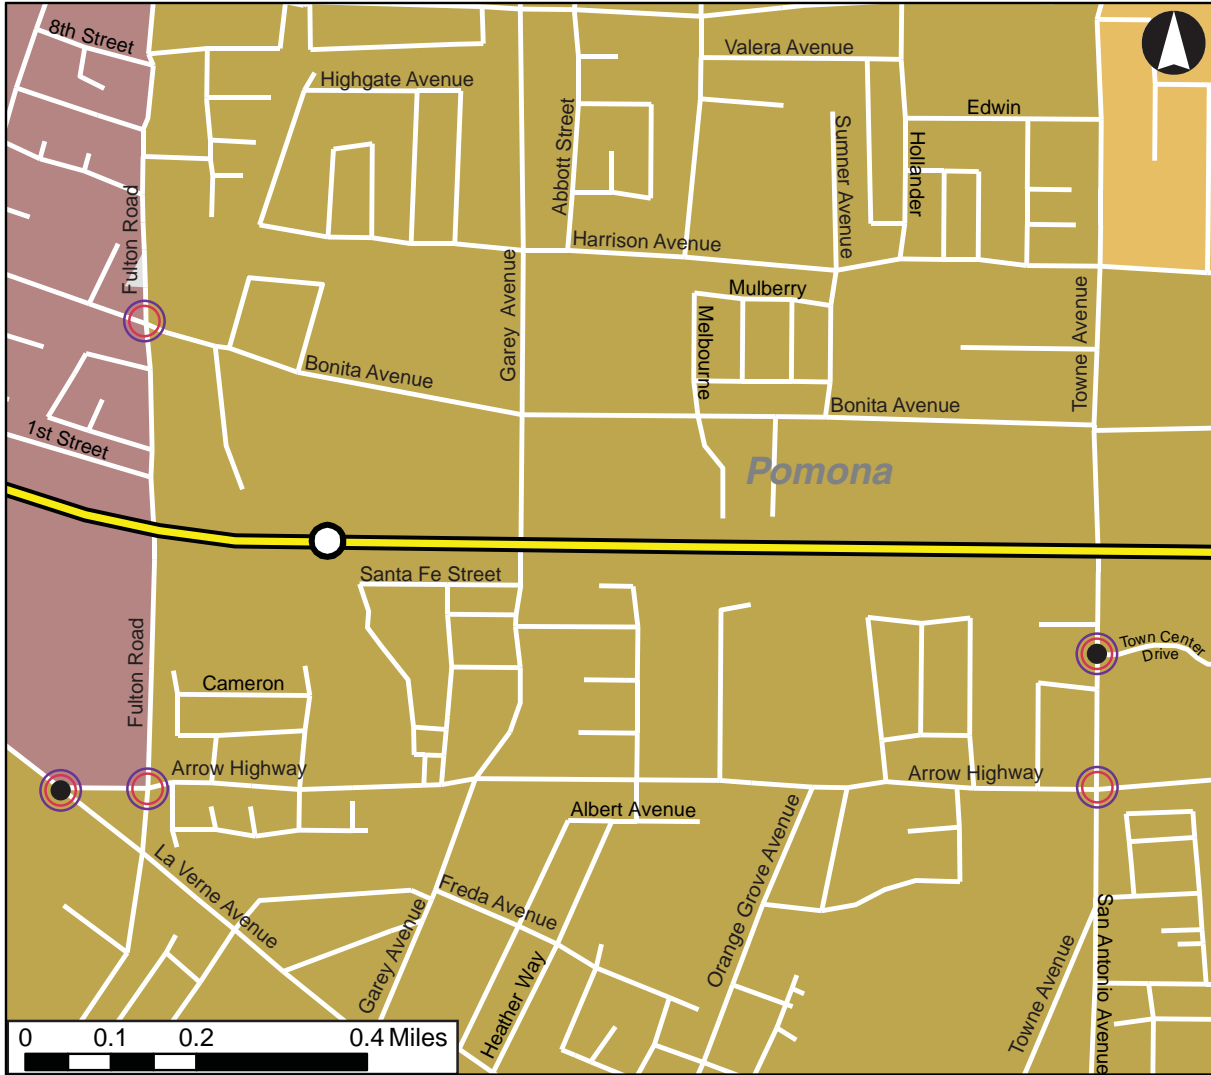 8th Street
Valera Avenue
Highgate Avenue
Edwin
Abbott Street
Sumner Avenue
Hollander
Fulton Road
Harrison Avenue
Garey Avenue
Mulberry
Melbourne
Towne Avenue
Bonita Avenue
Bonita Avenue
1st Street
Pomona
Santa Fe Street
Fulton Road
Town Center
Drive
Cameron
Arrow Highway
Arrow Highway
Albert Avenue
La Verne Avenue
Freda Avenue
Orange Grove Avenue
Garey Avenue
Heather Way
Towne Avenue
San Antonio Avenue
0 0.1 0.2 0.4 Miles